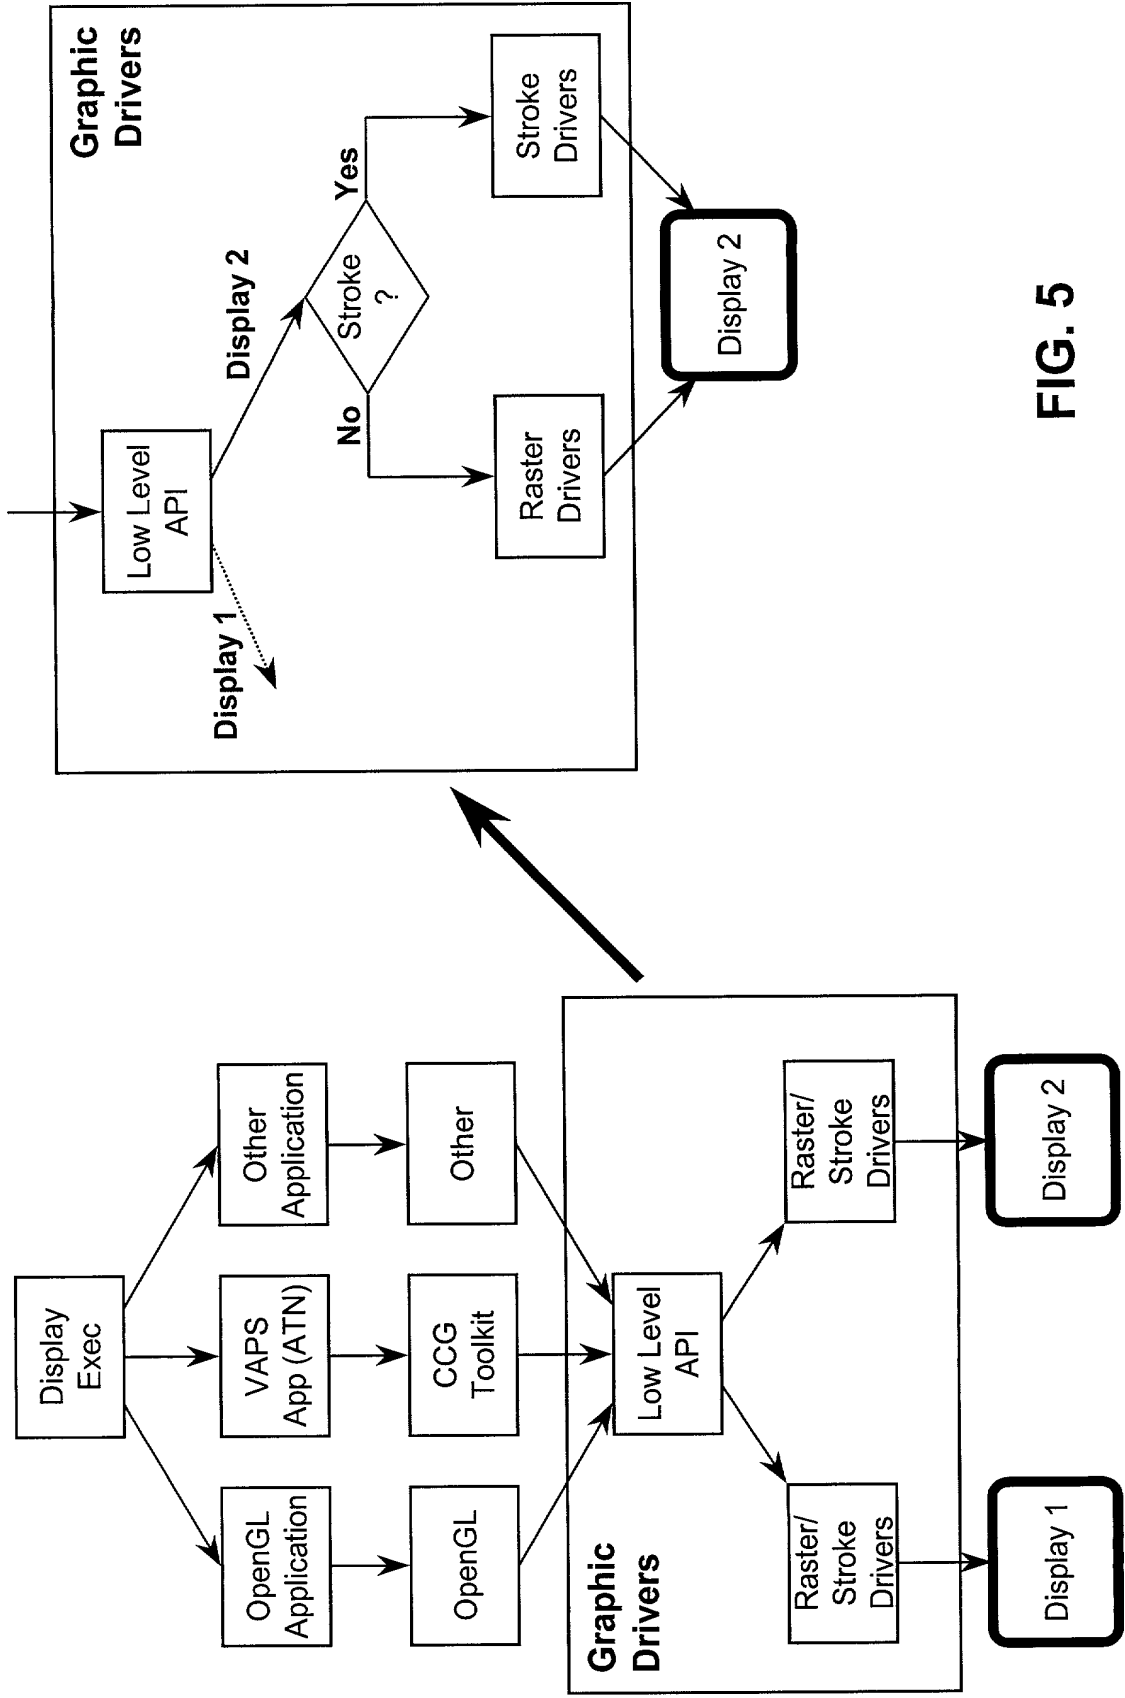 Display
Exec
OpenGL
Application
VAPS
App (ATN)
Other
Application
OpenGL
CCG
Toolkit
Other
Graphic
Drivers
Low Level
API
Raster/
Stroke
Drivers
Raster/
Stroke
Drivers
Display 1
Display 2
Graphic
Drivers
Low Level
API
Display 1
Display 2
Stroke
?
No
Yes
Raster
Drivers
Stroke
Drivers
Display 2
FIG. 5